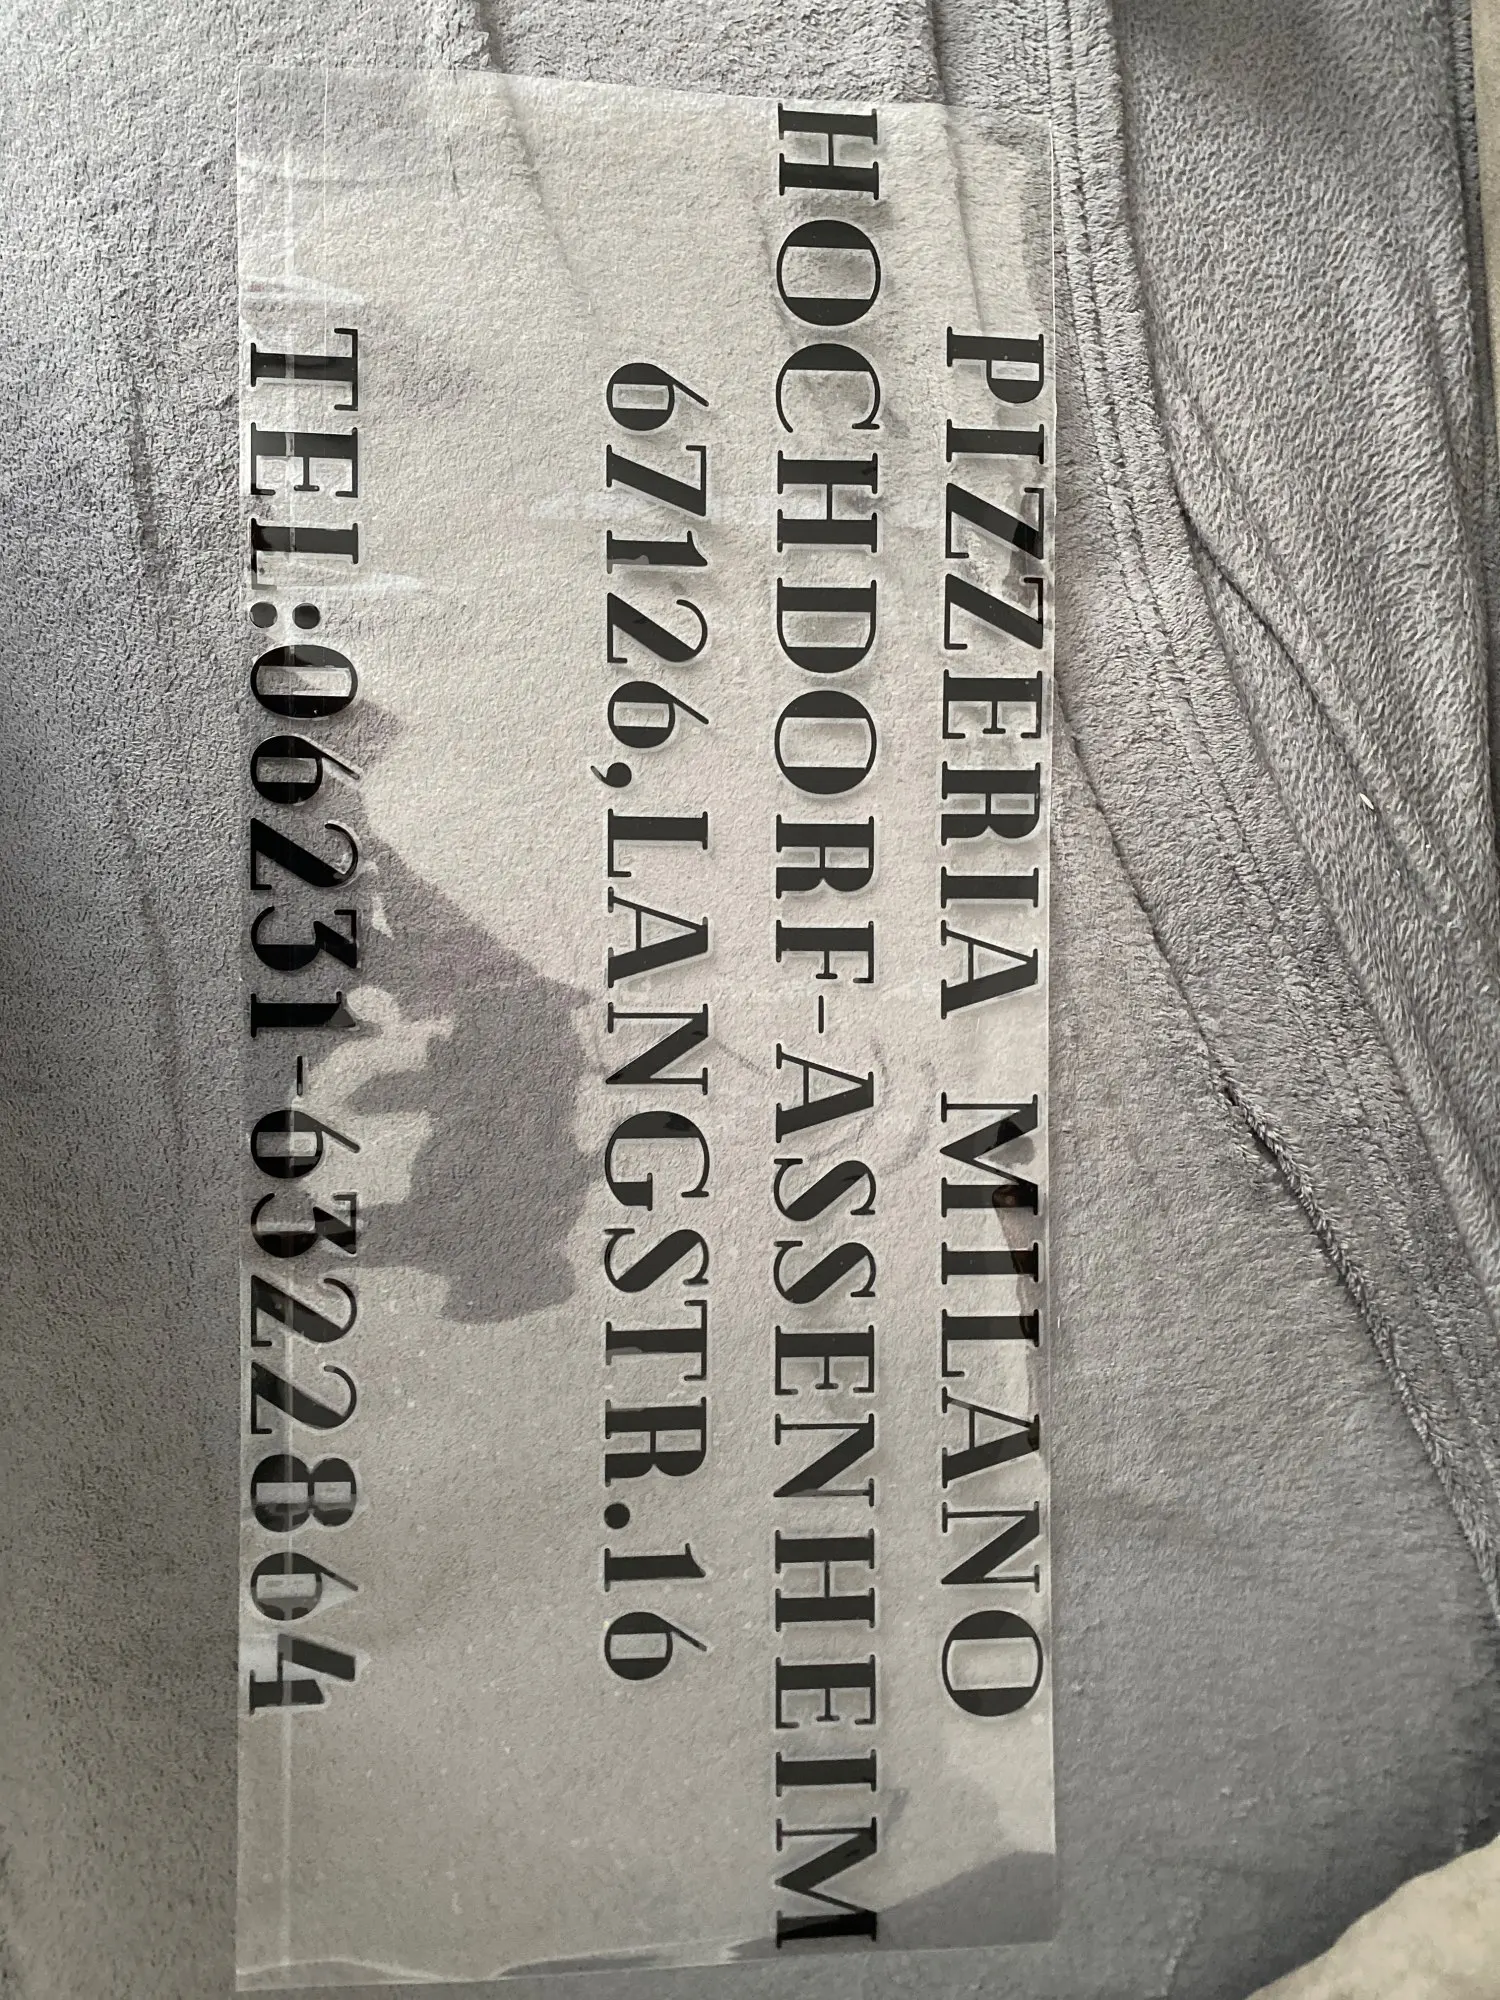 PIZZERIA MILANO
HOCHDORF-ASSENHEIM
67126,LANGSTR.16
TEL:06231-6322864